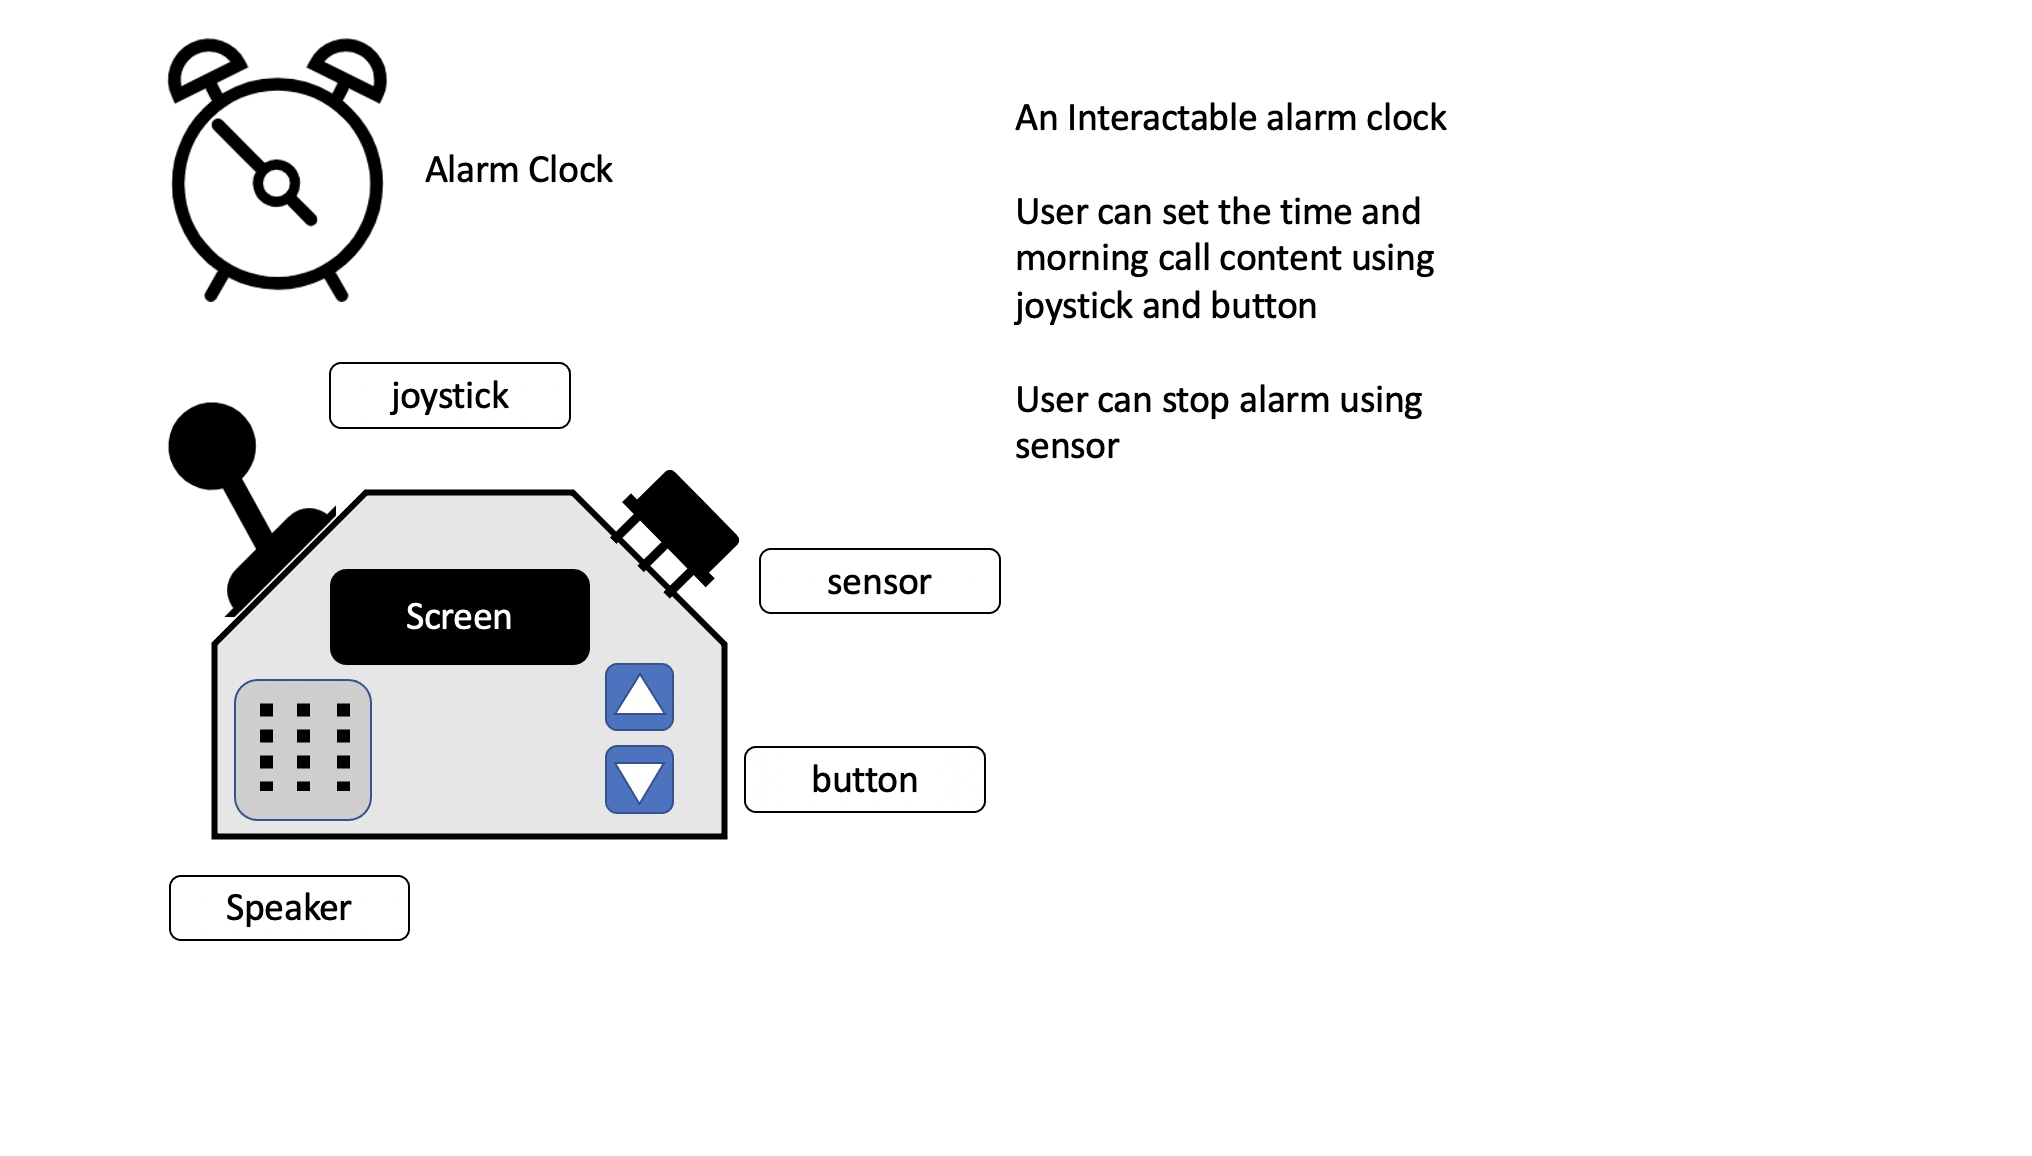 Alarm Clock
An Interactable alarm clock
User can set the time and
morning call content using
joystick and button
User can stop alarm using
sensor
joystick
Screen
sensor
button
Speaker